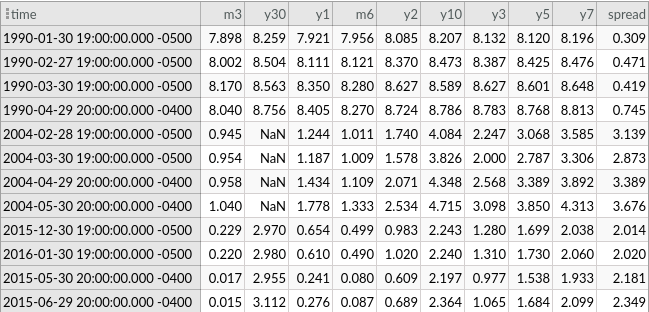 time m3 y30 y1 m6 y2 y10 y3 y5 y7 spread
1990-01-30 19:00:00.000 -0500 7.898 8.259 7.921 7.956 8.085 8.207 8.132 8.120 8.196 0.309
1990-02-27 19:00:00.000 -0500 8.002 8.504 8.111 8.121 8.370 8.473 8.387 8.425 8.476 0.471
1990-03-30 19:00:00.000 -0500 8.170 8.563 8.350 8.280 8.627 8.589 8.627 8.601 8.648 0.419
1990-04-29 20:00:00.000 -0400 8.040 8.756 8.405 8.270 8.724 8.786 8.783 8.768 8.813 0.745
2004-02-28 19:00:00.000 -0500 0.945 NaN 1.244 1.011 1.740 4.084 2.247 3.068 3.585 3.139
2004-03-30 19:00:00.000 -0500 0.954 NaN 1.187 1.009 1.578 3.826 2.000 2.787 3.306 2.873
2004-04-29 20:00:00.000 -0400 0.958 NaN 1.434 1.109 2.071 4.348 2.568 3.389 3.892 3.389
2004-05-30 20:00:00.000 -0400 1.040 NaN 1.778 1.333 2.534 4.715 3.098 3.850 4.313 3.676
2015-12-30 19:00:00.000 -0500 0.229 2.970 0.654 0.499 0.983 2.243 1.280 1.699 2.038 2.014
2016-01-30 19:00:00.000 -0500 0.220 2.980 0.610 0.490 1.020 2.240 1.310 1.730 2.060 2.020
2015-05-30 20:00:00.000 -0400 0.017 2.955 0.241 0.080 0.609 2.197 0.977 1.538 1.933 2.181
2015-06-29 20:00:00.000 -0400 0.015 3.112 0.276 0.087 0.689 2.364 1.065 1.684 2.099 2.349